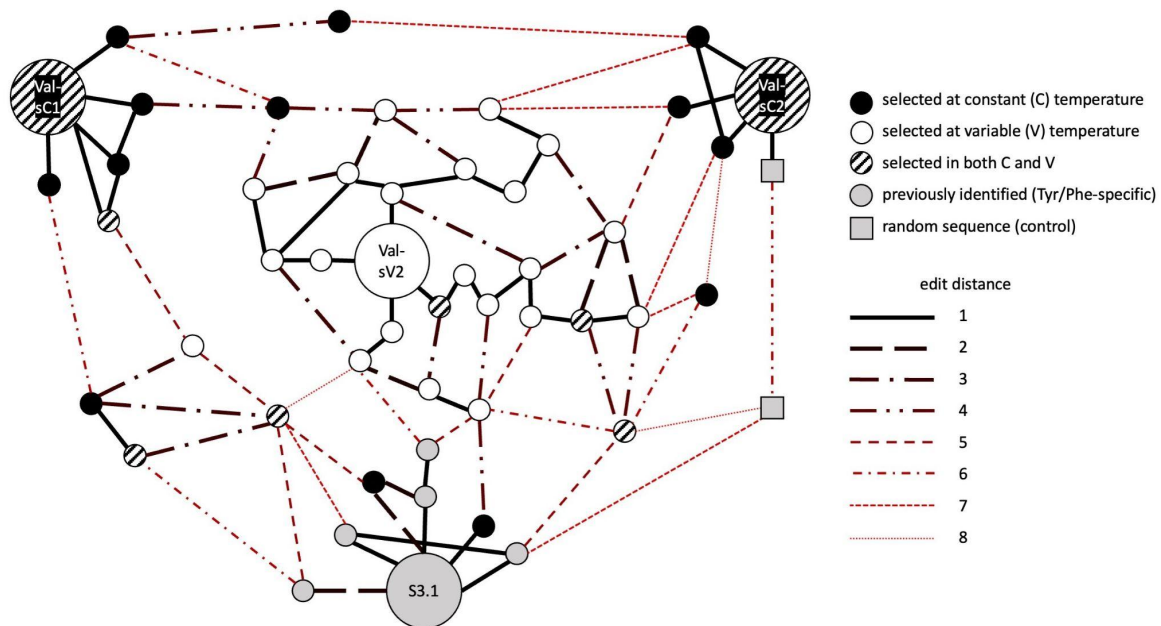 Val-
sC1
Val-
sC2
Val-
sV2
S3.1
selected at constant (C) temperature
selected at variable (V) temperature
selected in both C and V
previously identified (Tyr/Phe-specific)
random sequence (control)
edit distance
1
2
3
4
5
6
7
8